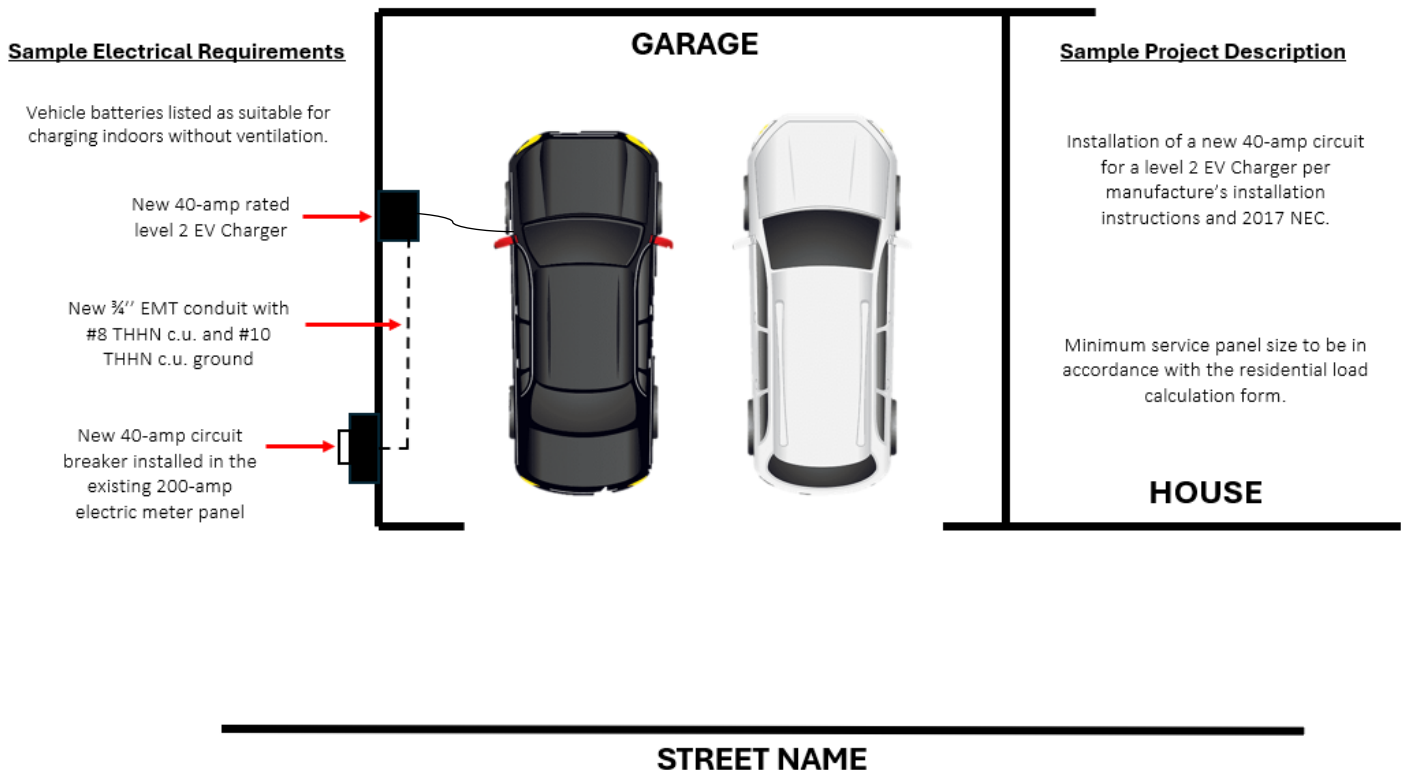 GARAGE
Sample Electrical Requirements
Vehicle batteries listed as suitable for
charging indoors without ventilation.
New 40-amp rated
level 2 EV Charger
New ¾’’ EMT conduit with
#8 THHN c.u. and #10
THHN c.u. ground
New 40-amp circuit
breaker installed in the
existing 200-amp
electric meter panel
Sample Project Description
Installation of a new 40-amp circuit
for a level 2 EV Charger per
manufacture’s installation
instructions and 2017 NEC.
Minimum service panel size to be in
accordance with the residential load
calculation form.
HOUSE
STREET NAME